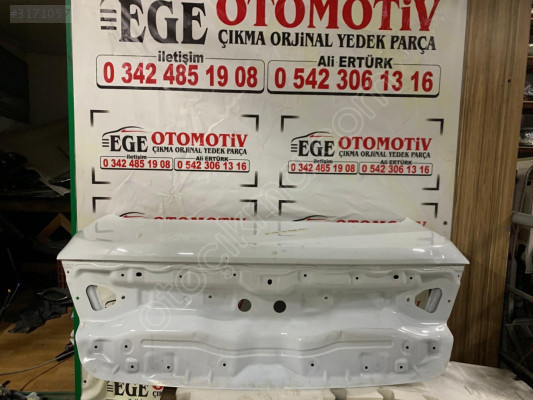 #317105
EGE OTOMOTİV
ÇIKMA ORJİNAL YEDEK PARÇA
iletişim
Ali ERTÜRK
0 342 485 19 08
0 542 306 13 16
EGE OTOMOTİV
ÇIKMA ORJİNAL YEDEK PARÇA
iletişim
Ali ERTÜRK
0 342 485 19 08
0 542 306 13 16
EGE OTOMOTİV
ÇIKMA ORJİNAL YEDEK PARÇA
iletişim
Ali ERTÜRK
0 342 485 19 08
0 542 306 13 16
EGE